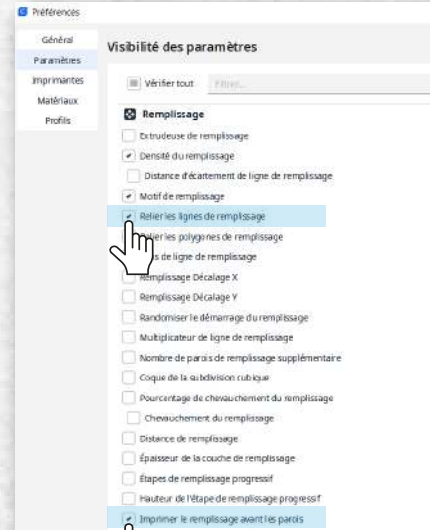 Préférences
Général
Paramètres
Imprimantes
Matériaux
Profils
Visibilité des paramètres
Vérifier tout
Filtrer...
Remplissage
Extrudeuse de remplissage
Densité du remplissage
Distance d'écartement de ligne de remplissage
Motif de remplissage
Relier les lignes de remplissage
Relier les polygones de remplissage
de ligne de remplissage
Remplissage Décalage X
Remplissage Décalage Y
Randomiser le démarrage du remplissage
Multiplicateur de ligne de remplissage
Nombre de parois de remplissage supplémentaire
Coque de la subdivision cubique
Pourcentage de chevauchement du remplissage
Chevauchement du remplissage
Distance de remplissage
Épaisseur de la couche de remplissage
Étapes de remplissage progressif
Hauteur de l'étape de remplissage progressif
Imprimer le remplissage avant les parois